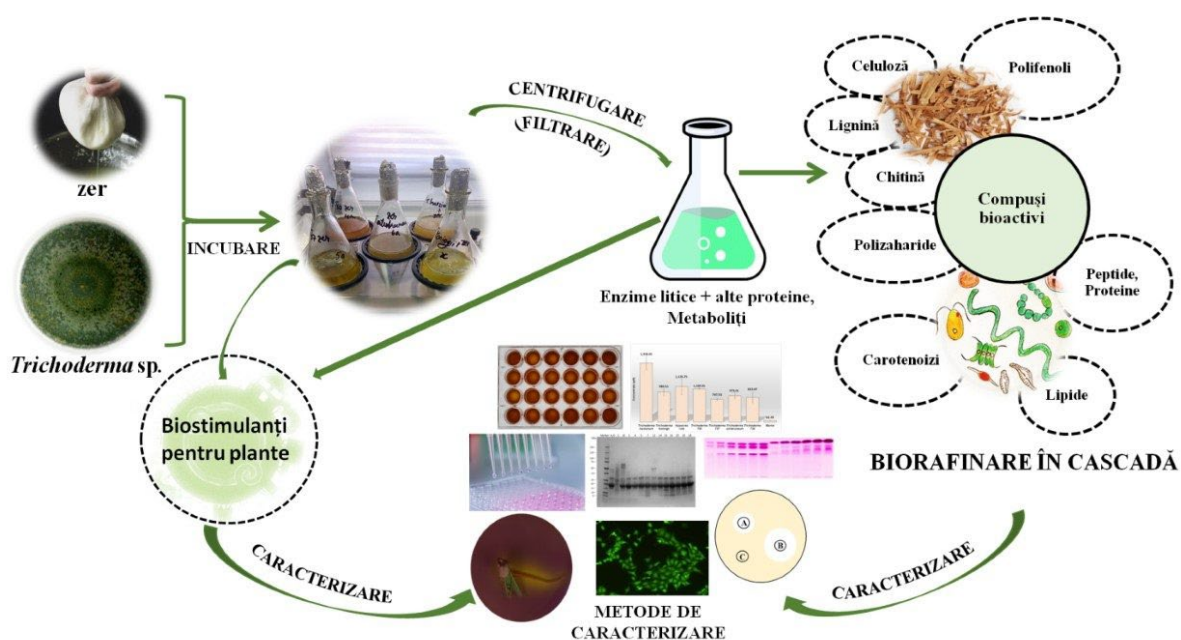 zer
Trichoderma sp.
INCUBARE
CENTRIFUGARE
(FILTRARE)
Enzime litice + alte proteine,
Metaboliți
Celuloză
Polifenoli
Lignină
Chitină
Compuși
bioactivi
Polizaharide
Peptide,
Proteine
Carotenoizi
Lipide
BIORAFINARE ÎN CASCADĂ
Biostimulanți
pentru plante
CARACTERIZARE
A
B
C
METODE DE
CARACTERIZARE
CARACTERIZARE